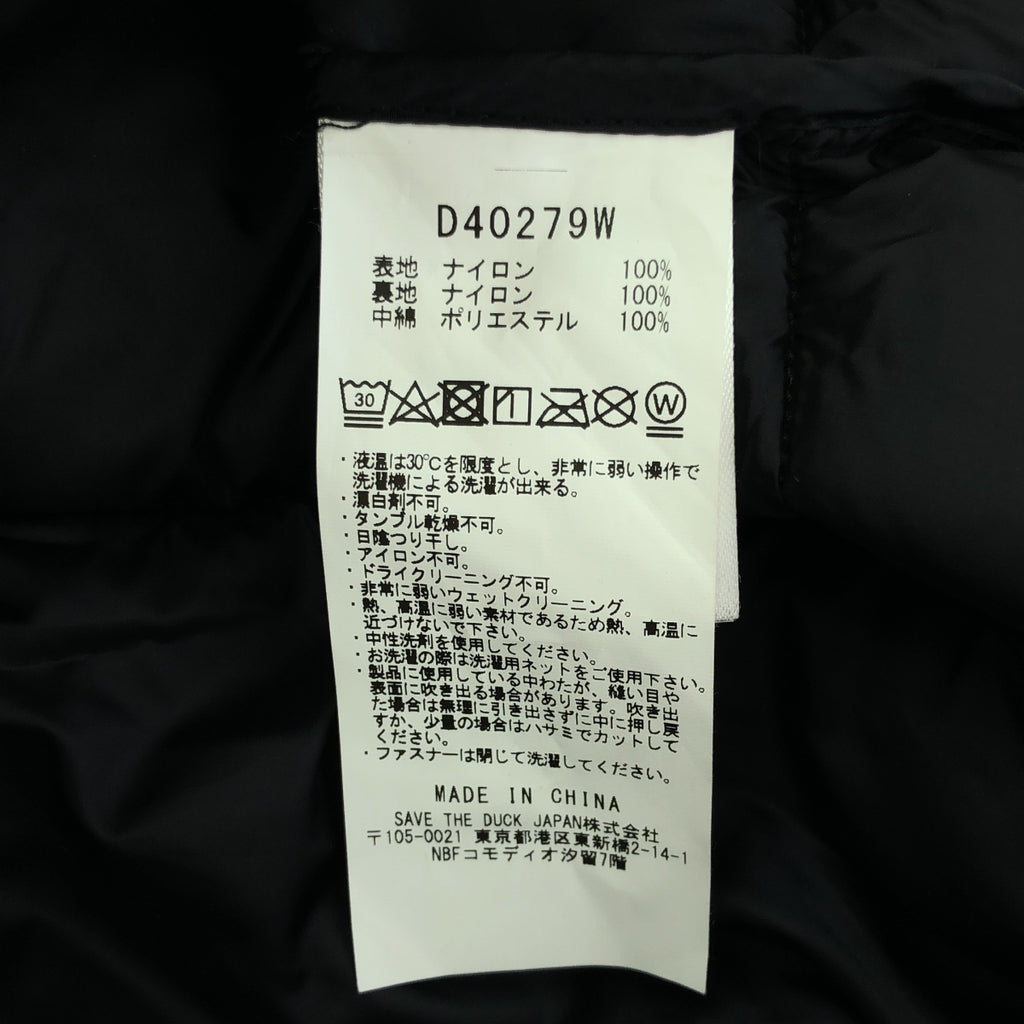 D40279W
表地 ナイロン 100%
裏地 ナイロン 100%
中綿 ポリエステル 100%
30 W
・液温は30℃を限度とし、非常に弱い操作で
洗濯機による洗濯が出来る。
・漂白剤不可。
・タンブル乾燥不可。
・日陰つり干し。
・アイロン不可。
・ドライクリーニング不可。
・非常に弱いウェットクリーニング。
・熱、高温に弱い素材であるため熱、高温に
近づけないで下さい。
・中性洗剤を使用してください。
・お洗濯の際は洗濯用ネットをご使用下さい。
・製品に使用している中わたが、縫い目や
表面に吹き出る場合があります。吹き出
た場合は無理に引き出さずに中に押し戻
すか、少量の場合はハサミでカットして
ください。
・ファスナーは閉じて洗濯してください。
MADE IN CHINA
SAVE THE DUCK JAPAN株式会社
〒105-0021 東京都港区東新橋2-14-1
NBFコモディオ汐留7階